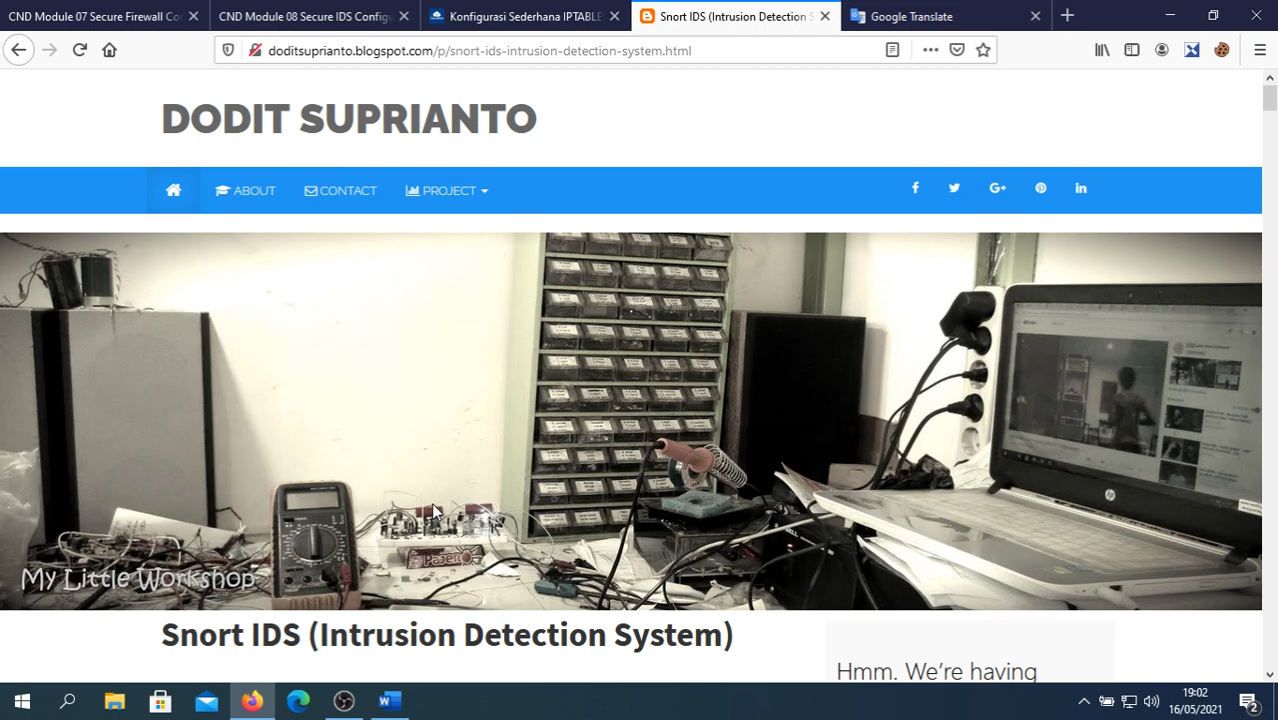 CND Module 07 Secure Firewall Co
CND Module 08 Secure IDS Configu
Konfigurasi Sederhana IPTABLE
Snort IDS (Intrusion Detection S
Google Translate
doditsuprianto.blogspot.com/p/snort-ids-intrusion-detection-system.html
DODIT SUPRIANTO
ABOUT
CONTACT
PROJECT
My Little Workshop
Snort IDS (Intrusion Detection System)
Hmm. We're having
19:02
16/05/2021
2